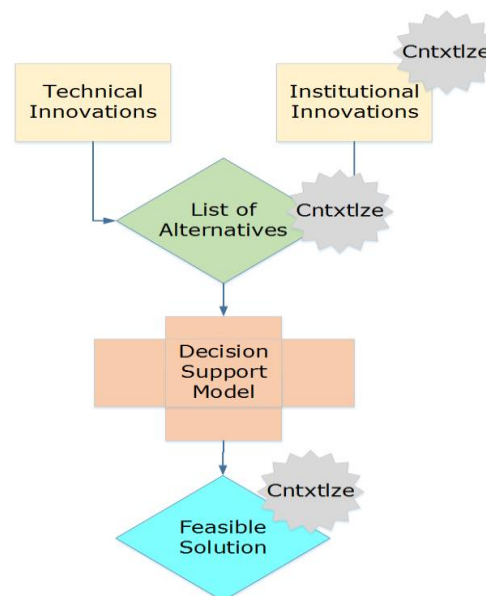 Cntxtlze
Technical
Innovations
Institutional
Innovations
List of
Alternatives
Cntxtlze
Decision
Support
Model
Cntxtlze
Feasible
Solution